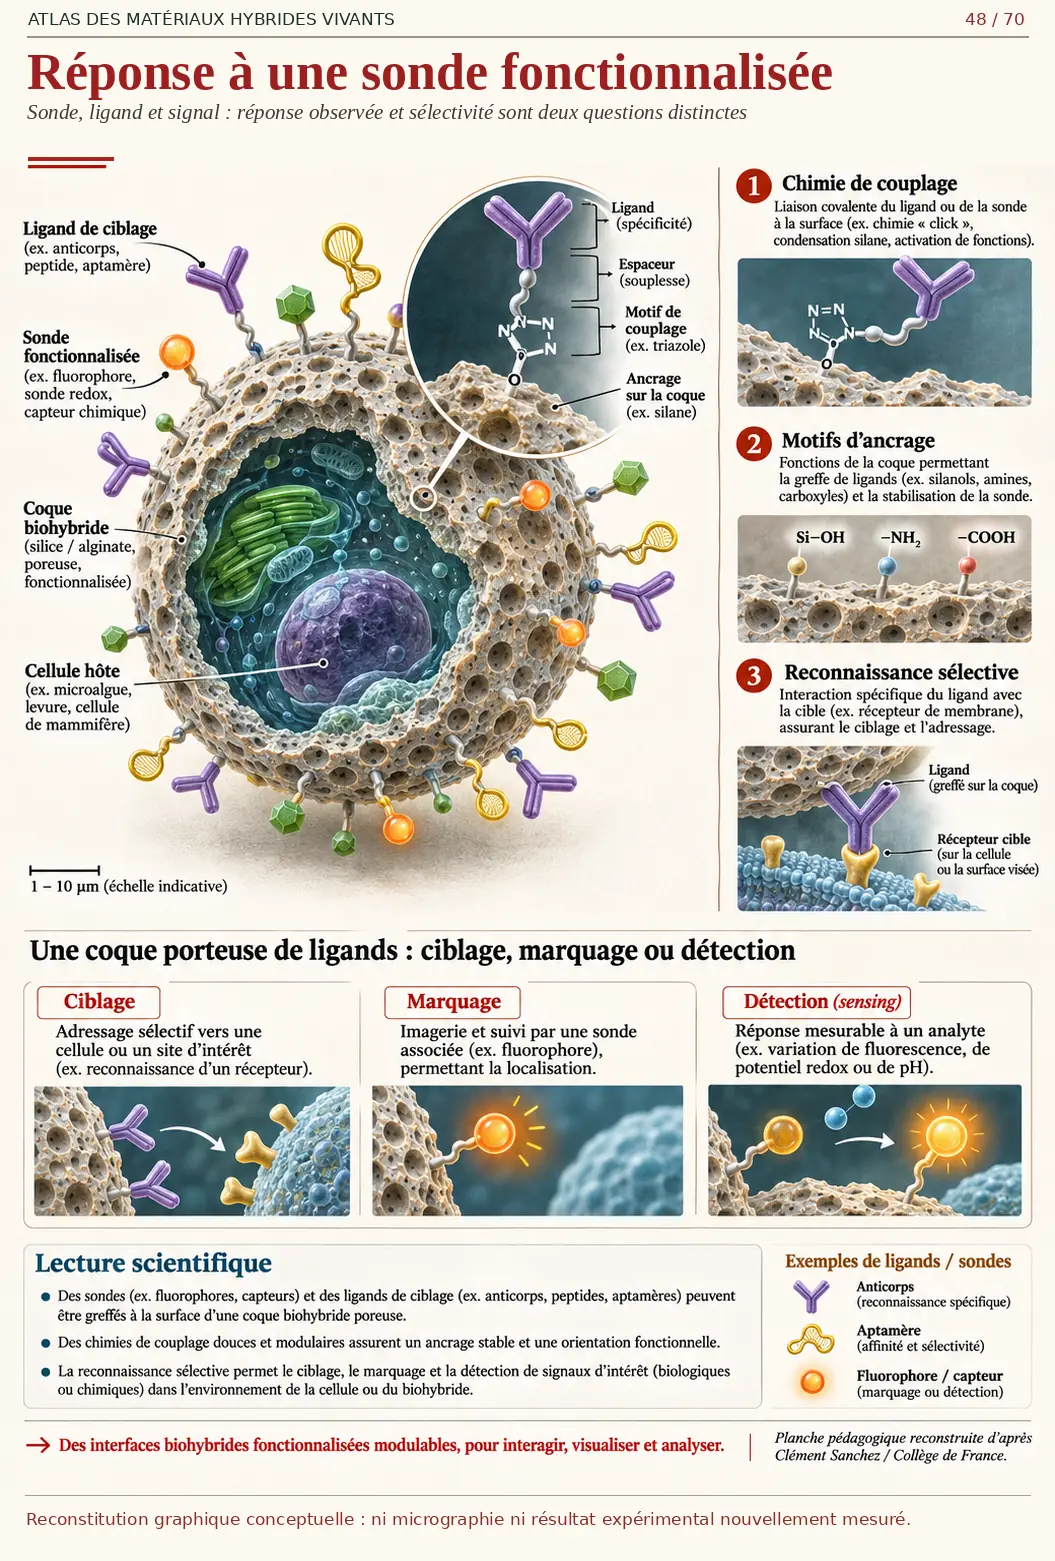 ATLAS DES MATÉRIAUX HYBRIDES VIVANTS
48 / 70
Réponse à une sonde fonctionnalisée
Sonde, ligand et signal : réponse observée et sélectivité sont deux questions distinctes
Ligand de ciblage
(ex. anticorps,
peptide, aptamère)
Sonde
fonctionnalisée
(ex. fluorophore,
sonde redox,
capteur chimique)
Coque
biohybride
(silice / alginate,
poreuse,
fonctionnalisée)
Cellule hôte
(ex. microalgue,
levure, cellule
de mammifère)
1 – 10 µm (échelle indicative)
Ligand
(spécificité)
Espaceur
(souplesse)
Motif de
couplage
(ex. triazole)
Ancrage
sur la coque
(ex. silane)
N
N
N
N
O
1 Chimie de couplage
Liaison covalente du ligand ou de la sonde
à la surface (ex. chimie « click »,
condensation silane, activation de fonctions).
N=N
N
N
O
2 Motifs d’ancrage
Fonctions de la coque permettant
la greffe de ligands (ex. silanols, amines,
carboxyles) et la stabilisation de la sonde.
Si–OH
–NH₂
–COOH
3 Reconnaissance sélective
Interaction spécifique du ligand avec
la cible (ex. récepteur de membrane),
assurant le ciblage et l’adressage.
Ligand
(greffé sur la coque)
Récepteur cible
(sur la cellule
ou la surface visée)
Une coque porteuse de ligands : ciblage, marquage ou détection
Ciblage
Adressage sélectif vers une
cellule ou un site d’intérêt
(ex. reconnaissance d’un récepteur).
Marquage
Imagerie et suivi par une sonde
associée (ex. fluorophore),
permettant la localisation.
Détection (sensing)
Réponse mesurable à un analyte
(ex. variation de fluorescence, de
potentiel redox ou de pH).
Lecture scientifique
Des sondes (ex. fluorophores, capteurs) et des ligands de ciblage (ex. anticorps, peptides, aptamères) peuvent
être greffés à la surface d’une coque biohybride poreuse.
Des chimies de couplage douces et modulaires assurent un ancrage stable et une orientation fonctionnelle.
La reconnaissance sélective permet le ciblage, le marquage et la détection de signaux d’intérêt (biologiques
ou chimiques) dans l’environnement de la cellule ou du biohybride.
Exemples de ligands / sondes
Anticorps
(reconnaissance spécifique)
Aptamère
(affinité et sélectivité)
Fluorophore / capteur
(marquage ou détection)
→ Des interfaces biohybrides fonctionnalisées modulables, pour interagir, visualiser et analyser.
Planche pédagogique reconstruite d’après
Clément Sanchez / Collège de France.
Reconstitution graphique conceptuelle : ni micrographie ni résultat expérimental nouvellement mesuré.